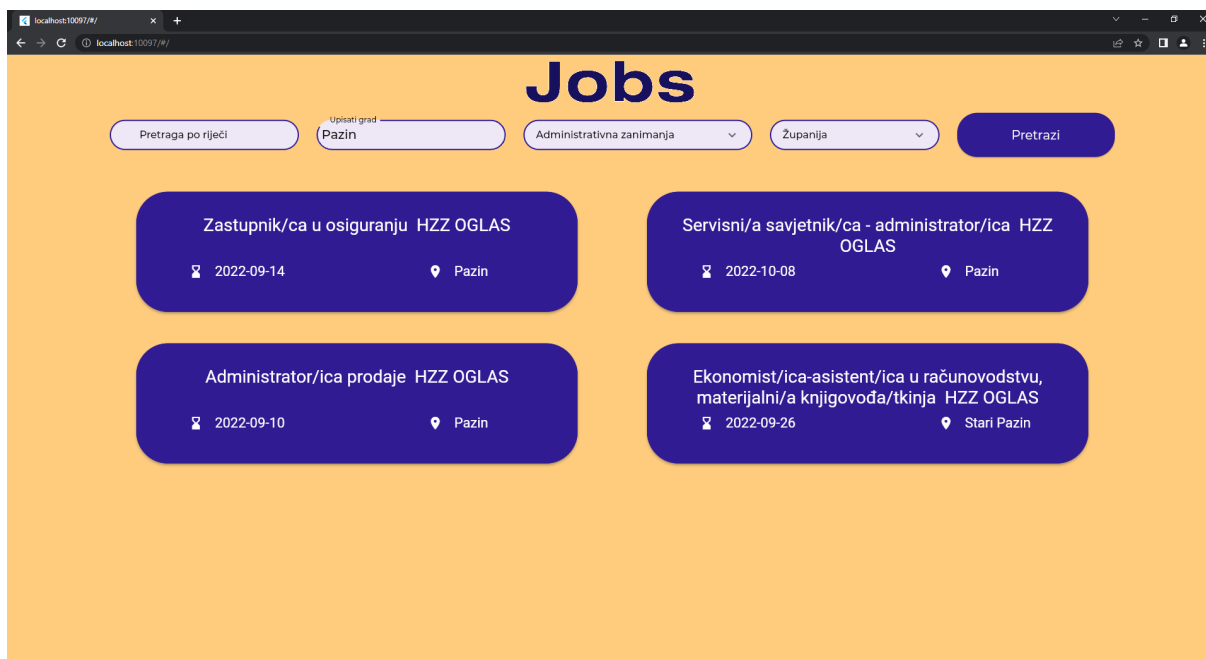 localhost:10097/#/
localhost:10097/#/
Jobs
Pretraga po riječi
Upisati grad
Pazin
Administrativna zanimanja
Županija
Pretrazi
Zastupnik/ca u osiguranju HZZ OGLAS
2022-09-14
Pazin
Servisni/a savjetnik/ca - administrator/ica HZZ
OGLAS
2022-10-08
Pazin
Administrator/ica prodaje HZZ OGLAS
2022-09-10
Pazin
Ekonomist/ica-asistent/ica u računovodstvu,
materijalni/a knjigovođa/tkinja HZZ OGLAS
2022-09-26
Stari Pazin